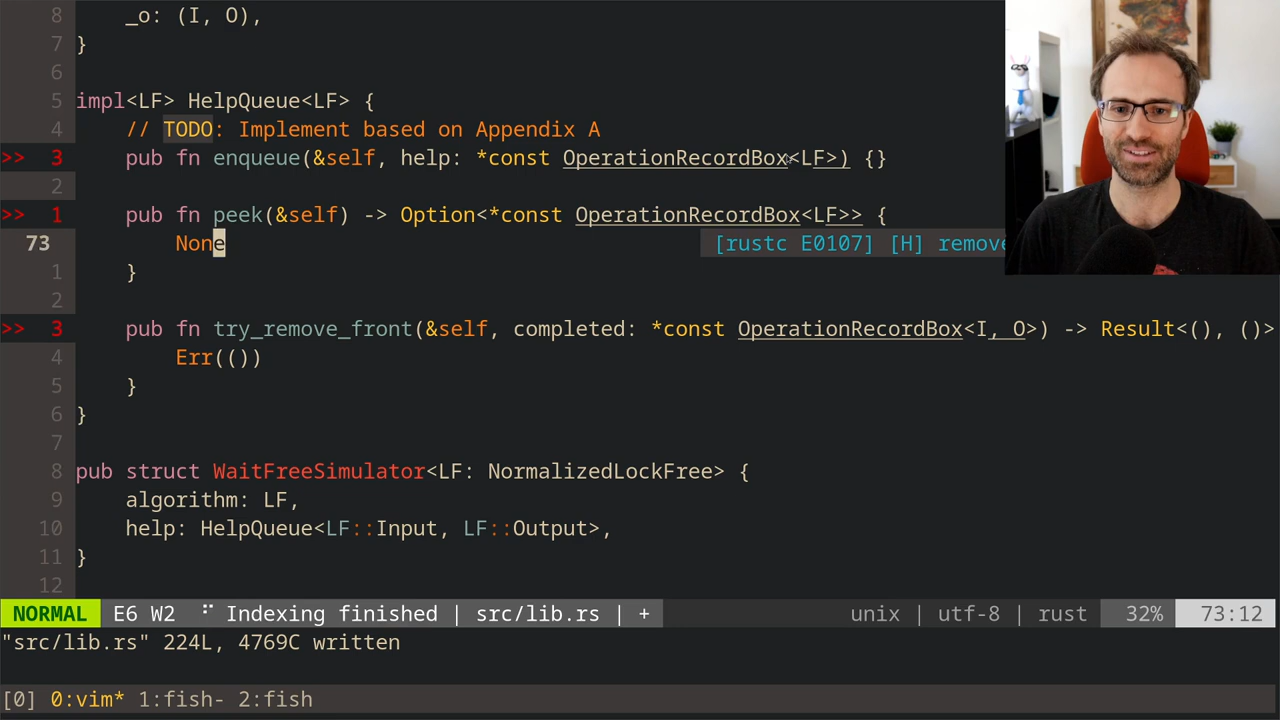 8 _o: (I, O),
7 }
6
5 impl<LF> HelpQueue<LF> {
4 // TODO: Implement based on Appendix A
>> 3 pub fn enqueue(&self, help: *const OperationRecordBox<LF>) {}
2
>> 1 pub fn peek(&self) -> Option<*const OperationRecordBox<LF>> {
73 None [rustc E0107] [H] remove
1 }
2
>> 3 pub fn try_remove_front(&self, completed: *const OperationRecordBox<I, O>) -> Result<(), ()>
4 Err(())
5 }
6 }
7
8 pub struct WaitFreeSimulator<LF: NormalizedLockFree> {
9 algorithm: LF,
10 help: HelpQueue<LF::Input, LF::Output>,
11 }
12
NORMAL E6 W2 ⠋ Indexing finished | src/lib.rs | + unix | utf-8 | rust 32% 73:12
"src/lib.rs" 224L, 4769C written
[0] 0:vim* 1:fish- 2:fish